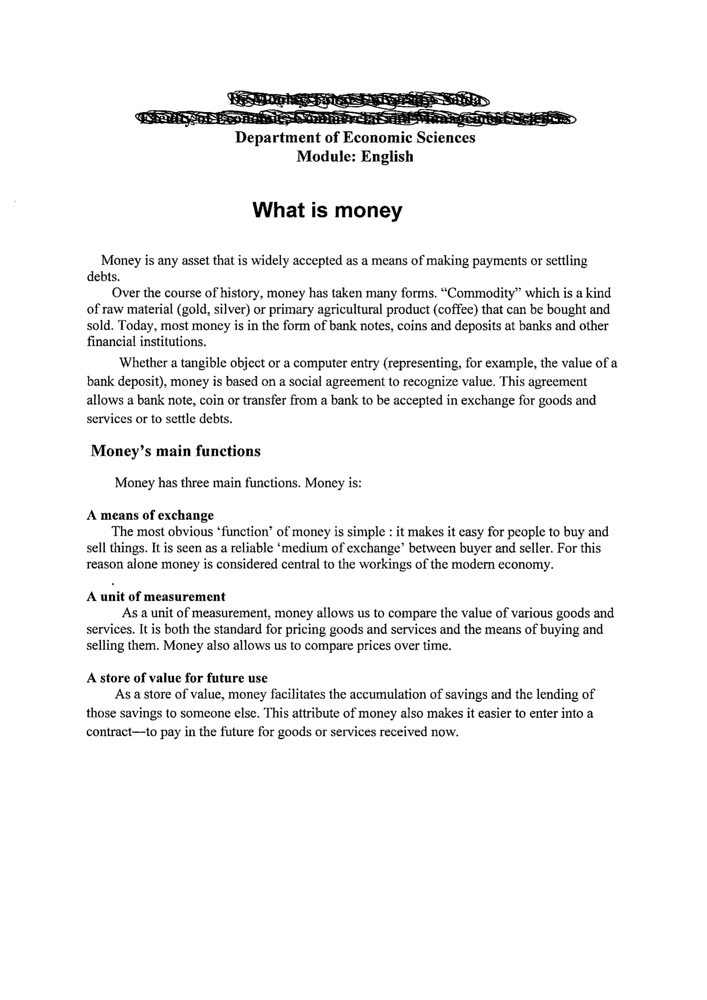 Department of Economic Sciences
Module: English
What is money
Money is any asset that is widely accepted as a means of making payments or settling
debts.
Over the course of history, money has taken many forms. “Commodity” which is a kind
of raw material (gold, silver) or primary agricultural product (coffee) that can be bought and
sold. Today, most money is in the form of bank notes, coins and deposits at banks and other
financial institutions.
Whether a tangible object or a computer entry (representing, for example, the value of a
bank deposit), money is based on a social agreement to recognize value. This agreement
allows a bank note, coin or transfer from a bank to be accepted in exchange for goods and
services or to settle debts.
Money’s main functions
Money has three main functions. Money is:
A means of exchange
The most obvious ‘function’ of money is simple : it makes it easy for people to buy and
sell things. It is seen as a reliable ‘medium of exchange’ between buyer and seller. For this
reason alone money is considered central to the workings of the modern economy.
A unit of measurement
As a unit of measurement, money allows us to compare the value of various goods and
services. It is both the standard for pricing goods and services and the means of buying and
selling them. Money also allows us to compare prices over time.
A store of value for future use
As a store of value, money facilitates the accumulation of savings and the lending of
those savings to someone else. This attribute of money also makes it easier to enter into a
contract—to pay in the future for goods or services received now.